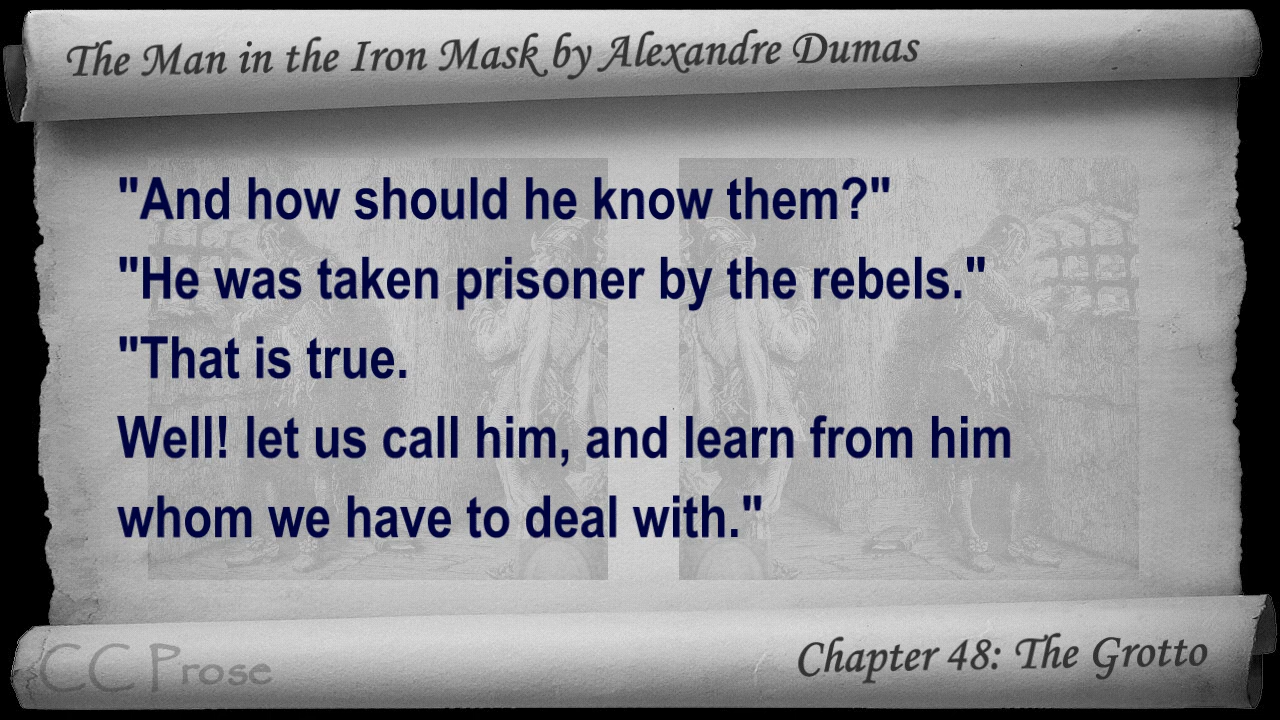 The Man in the Iron Mask by Alexandre Dumas
"And how should he know them?"
"He was taken prisoner by the rebels."
"That is true.
Well! let us call him, and learn from him
whom we have to deal with."
CC Prose
Chapter 48: The Grotto